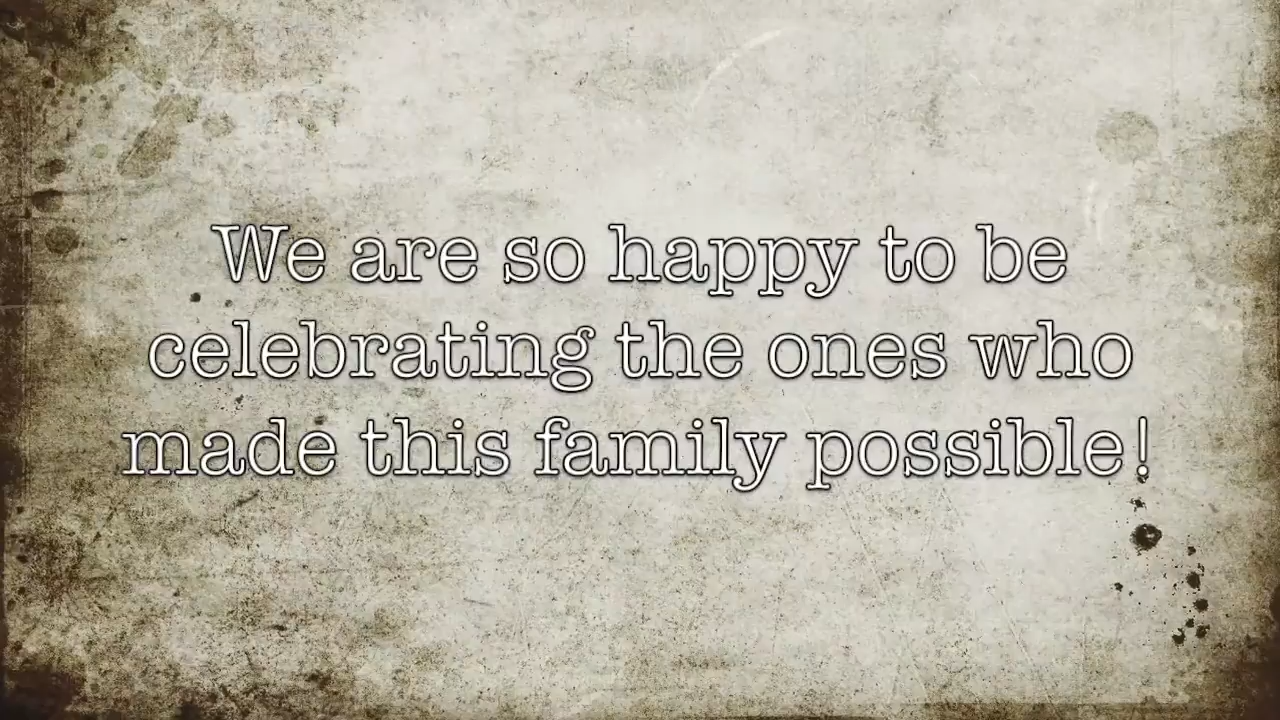 We are so happy to be
celebrating the ones who
made this family possible!